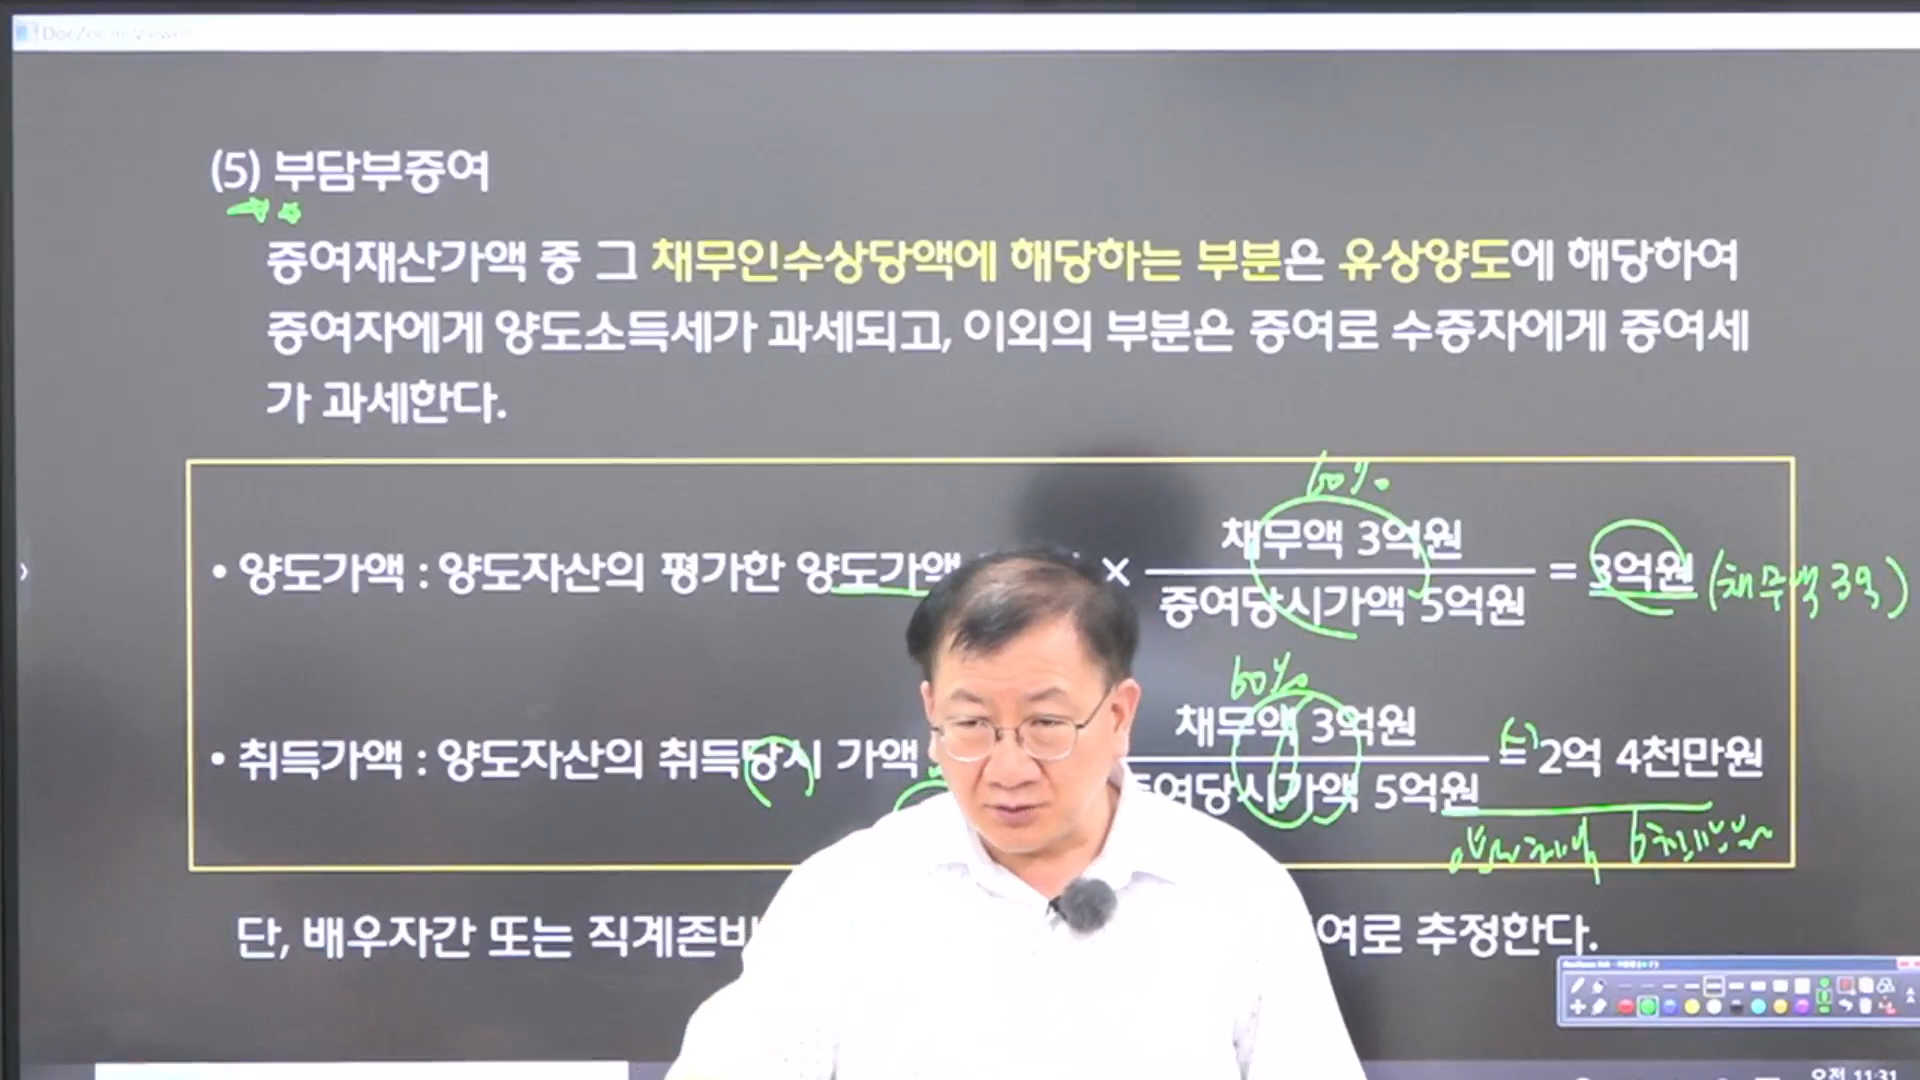 DocZoom Viewer
(5) 부담부증여
증여재산가액 중 그 채무인수상당액에 해당하는 부분은 유상양도에 해당하여
증여자에게 양도소득세가 과세되고, 이외의 부분은 증여로 수증자에게 증여세
가 과세한다.
60%
• 양도가액 : 양도자산의 평가한 양도가액 × 채무액 3억원 / 증여당시가액 5억원 = 3억원 (채무액 3억)
60%
• 취득가액 : 양도자산의 취득당시 가액 채무액 3억원 / 증여당시가액 5억원 = 2억 4천만원
(-)
단, 배우자간 또는 직계존비 여로 추정한다.
오전 11:31